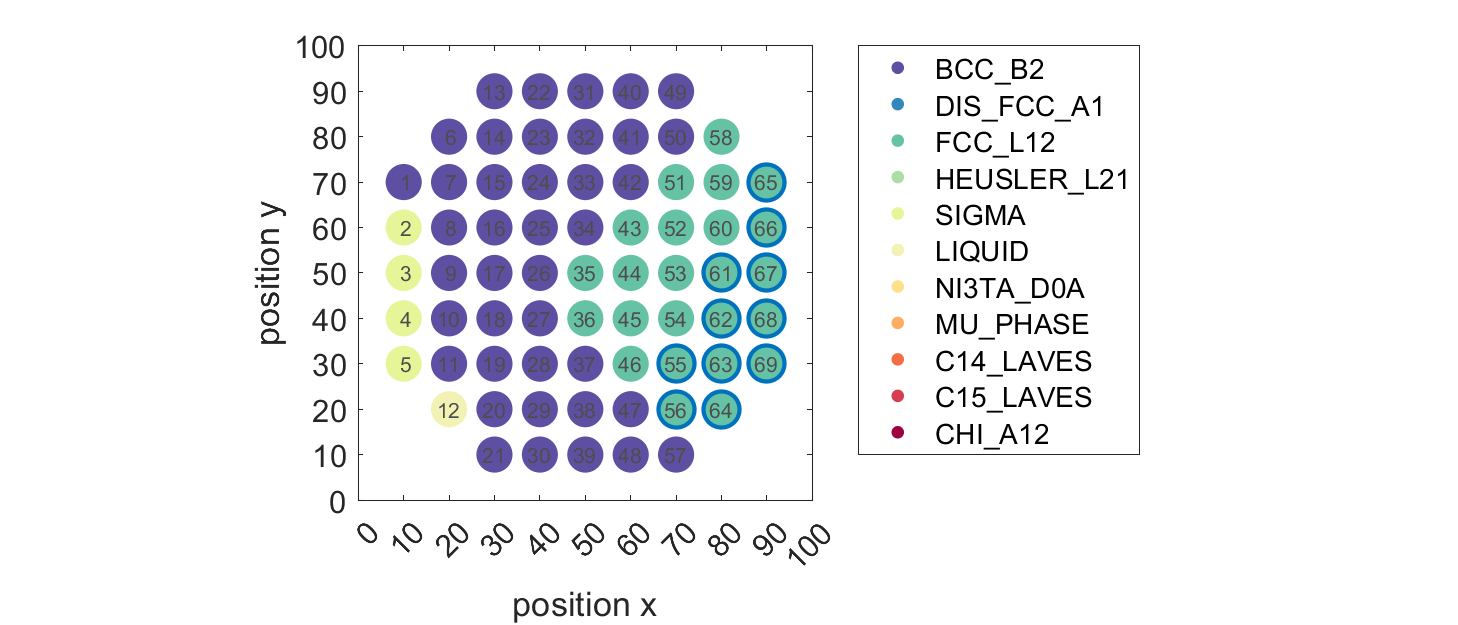 100
90
80
70
60
50
40
30
20
10
0
position y
13 22 31 40 49
6 14 23 32 41 50 58
1 7 15 24 33 42 51 59 65
2 8 16 25 34 43 52 60 66
3 9 17 26 35 44 53 61 67
4 10 18 27 36 45 54 62 68
5 11 19 28 37 46 55 63 69
12 20 29 38 47 56 64
21 30 39 48 57
0 10 20 30 40 50 60 70 80 90 100
position x
BCC_B2
DIS_FCC_A1
FCC_L12
HEUSLER_L21
SIGMA
LIQUID
NI3TA_D0A
MU_PHASE
C14_LAVES
C15_LAVES
CHI_A12